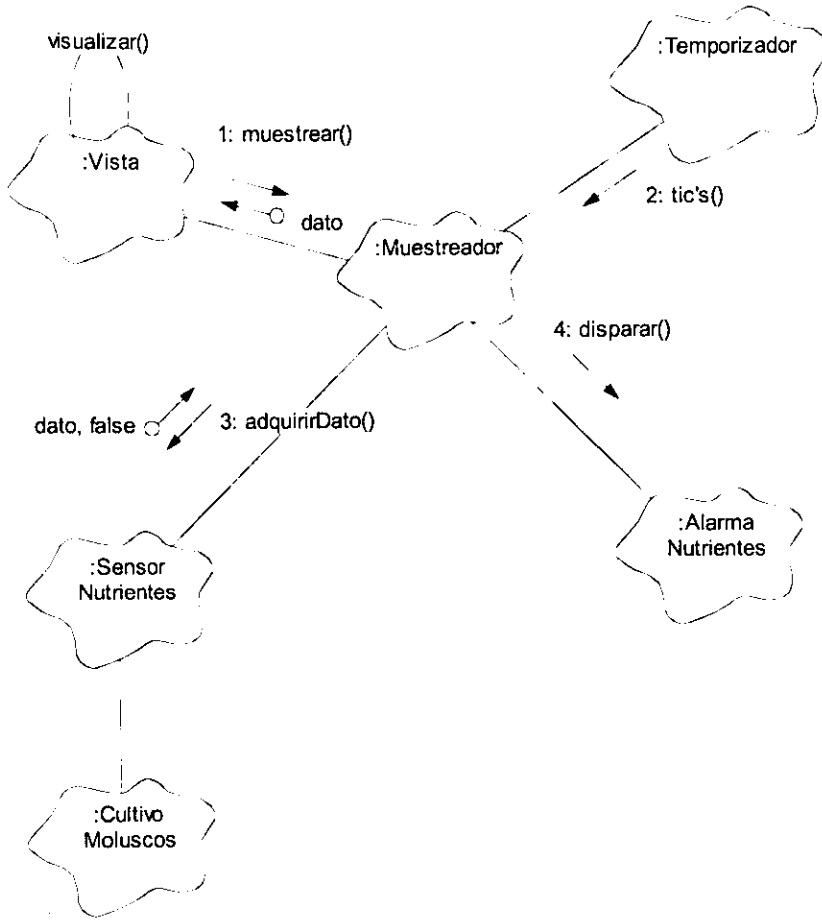 visualizar()
:Temporizador
1: muestrear()
:Vista
2: tic's()
dato
:Muestreador
4: disparar()
dato, false
3: adquirirDato()
:Alarma
Nutrientes
:Sensor
Nutrientes
:Cultivo
Moluscos